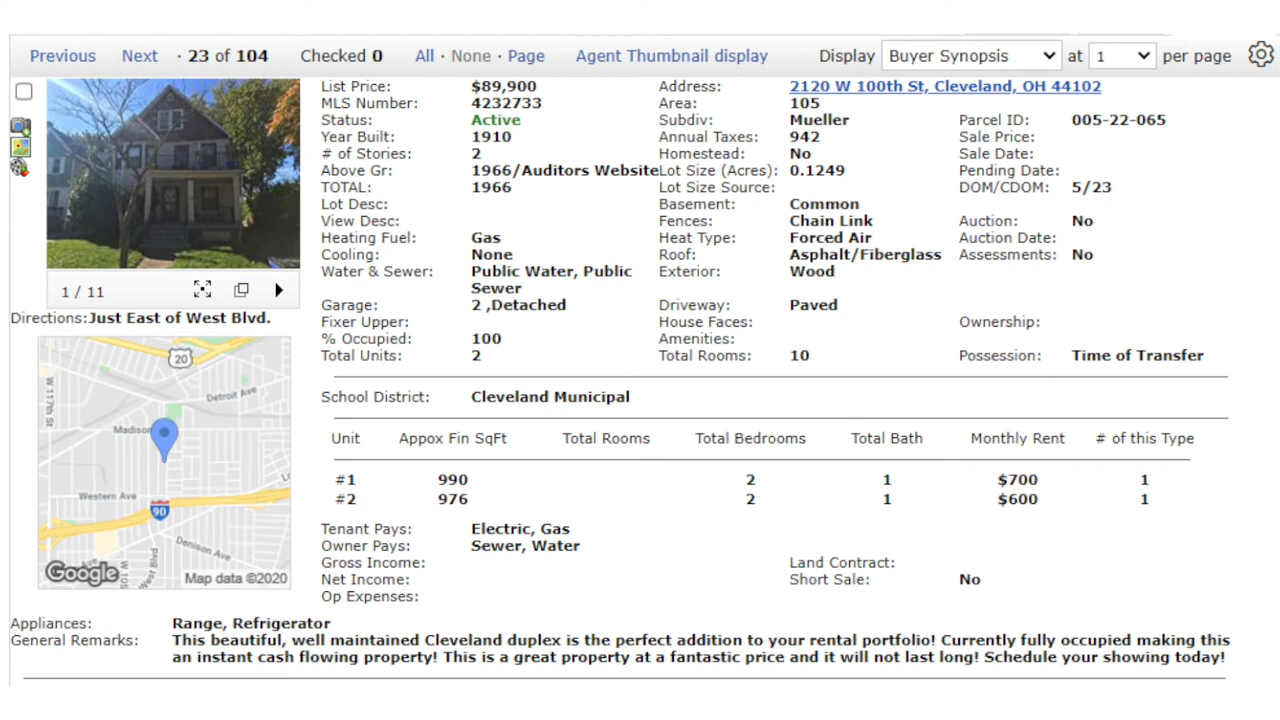 Previous Next · 23 of 104 Checked 0 All · None · Page Agent Thumbnail display Display Buyer Synopsis at 1 per page
List Price: $89,900 Address: 2120 W 100th St, Cleveland, OH 44102
MLS Number: 4232733 Area: 105
Status: Active Subdiv: Mueller Parcel ID: 005-22-065
Year Built: 1910 Annual Taxes: 942 Sale Price:
# of Stories: 2 Homestead: No Sale Date:
Above Gr: 1966/Auditors Website Lot Size (Acres): 0.1249 Pending Date:
TOTAL: 1966 Lot Size Source: DOM/CDOM: 5/23
Lot Desc: Basement: Common
View Desc: Fences: Chain Link Auction: No
Heating Fuel: Gas Heat Type: Forced Air Auction Date:
Cooling: None Roof: Asphalt/Fiberglass Assessments: No
Water & Sewer: Public Water, Public Exterior: Wood
Sewer
Garage: 2 ,Detached Driveway: Paved
Fixer Upper: House Faces: Ownership:
% Occupied: 100 Amenities:
Total Units: 2 Total Rooms: 10 Possession: Time of Transfer
1 / 11
Directions:Just East of West Blvd.
20
W 117th St
Detroit Ave
Madison
Western Ave
90
Denison Ave
West Blvd
W 105
Google Map data ©2020
School District: Cleveland Municipal
Unit Appox Fin SqFt Total Rooms Total Bedrooms Total Bath Monthly Rent # of this Type
#1 990 2 1 $700 1
#2 976 2 1 $600 1
Tenant Pays: Electric, Gas
Owner Pays: Sewer, Water
Gross Income: Land Contract:
Net Income: Short Sale: No
Op Expenses:
Appliances: Range, Refrigerator
General Remarks: This beautiful, well maintained Cleveland duplex is the perfect addition to your rental portfolio! Currently fully occupied making this
an instant cash flowing property! This is a great property at a fantastic price and it will not last long! Schedule your showing today!